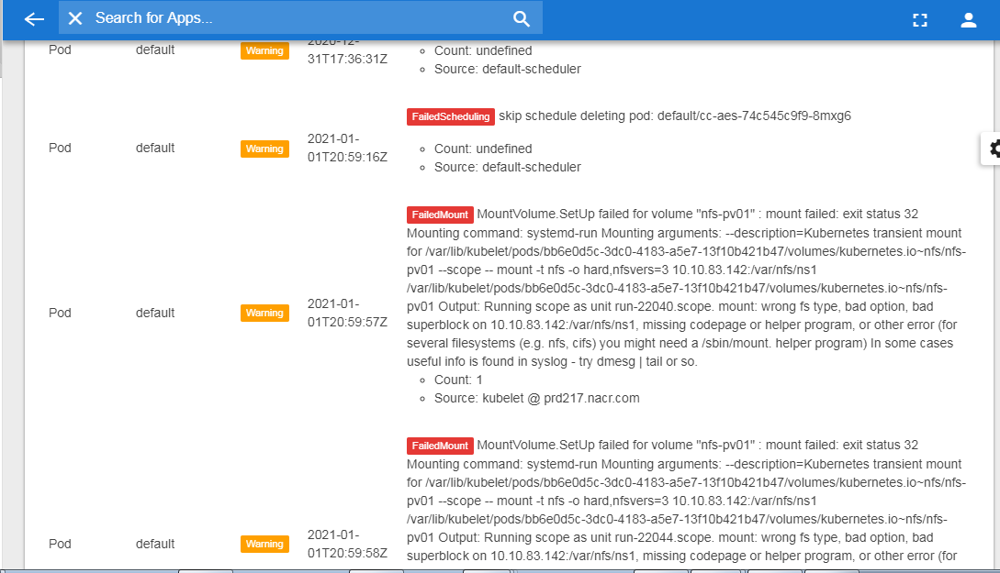 Search for Apps...
Pod default Warning 2020-12-
31T17:36:31Z
Count: undefined
Source: default-scheduler
Pod default Warning 2021-01-
01T20:59:16Z
FailedScheduling skip schedule deleting pod: default/cc-aes-74c545c9f9-8mxg6
Count: undefined
Source: default-scheduler
Pod default Warning 2021-01-
01T20:59:57Z
FailedMount MountVolume.SetUp failed for volume "nfs-pv01" : mount failed: exit status 32
Mounting command: systemd-run Mounting arguments: --description=Kubernetes transient mount
for /var/lib/kubelet/pods/bb6e0d5c-3dc0-4183-a5e7-13f10b421b47/volumes/kubernetes.io~nfs/nfs-
pv01 --scope -- mount -t nfs -o hard,nfsvers=3 10.10.83.142:/var/nfs/ns1
/var/lib/kubelet/pods/bb6e0d5c-3dc0-4183-a5e7-13f10b421b47/volumes/kubernetes.io~nfs/nfs-
pv01 Output: Running scope as unit run-22040.scope. mount: wrong fs type, bad option, bad
superblock on 10.10.83.142:/var/nfs/ns1, missing codepage or helper program, or other error (for
several filesystems (e.g. nfs, cifs) you might need a /sbin/mount. helper program) In some cases
useful info is found in syslog - try dmesg | tail or so.
Count: 1
Source: kubelet @ prd217.nacr.com
Pod default Warning 2021-01-
01T20:59:58Z
FailedMount MountVolume.SetUp failed for volume "nfs-pv01" : mount failed: exit status 32
Mounting command: systemd-run Mounting arguments: --description=Kubernetes transient mount
for /var/lib/kubelet/pods/bb6e0d5c-3dc0-4183-a5e7-13f10b421b47/volumes/kubernetes.io~nfs/nfs-
pv01 --scope -- mount -t nfs -o hard,nfsvers=3 10.10.83.142:/var/nfs/ns1
/var/lib/kubelet/pods/bb6e0d5c-3dc0-4183-a5e7-13f10b421b47/volumes/kubernetes.io~nfs/nfs-
pv01 Output: Running scope as unit run-22044.scope. mount: wrong fs type, bad option, bad
superblock on 10.10.83.142:/var/nfs/ns1, missing codepage or helper program, or other error (for